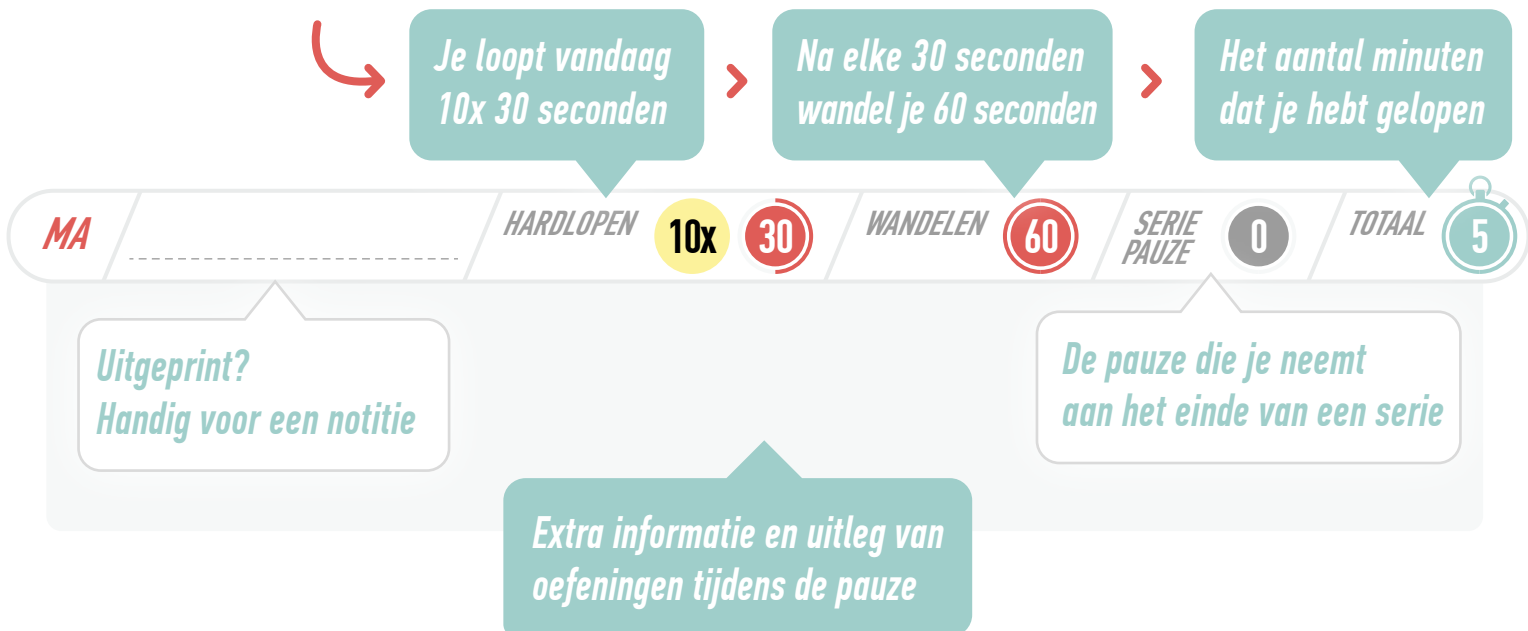 Je loopt vandaag
10x 30 seconden
Na elke 30 seconden
wandel je 60 seconden
Het aantal minuten
dat je hebt gelopen
MA
HARDLOPEN 10x 30
WANDELEN 60
SERIE
PAUZE 0
TOTAAL 5
Uitgeprint?
Handig voor een notitie
De pauze die je neemt
aan het einde van een serie
Extra informatie en uitleg van
oefeningen tijdens de pauze